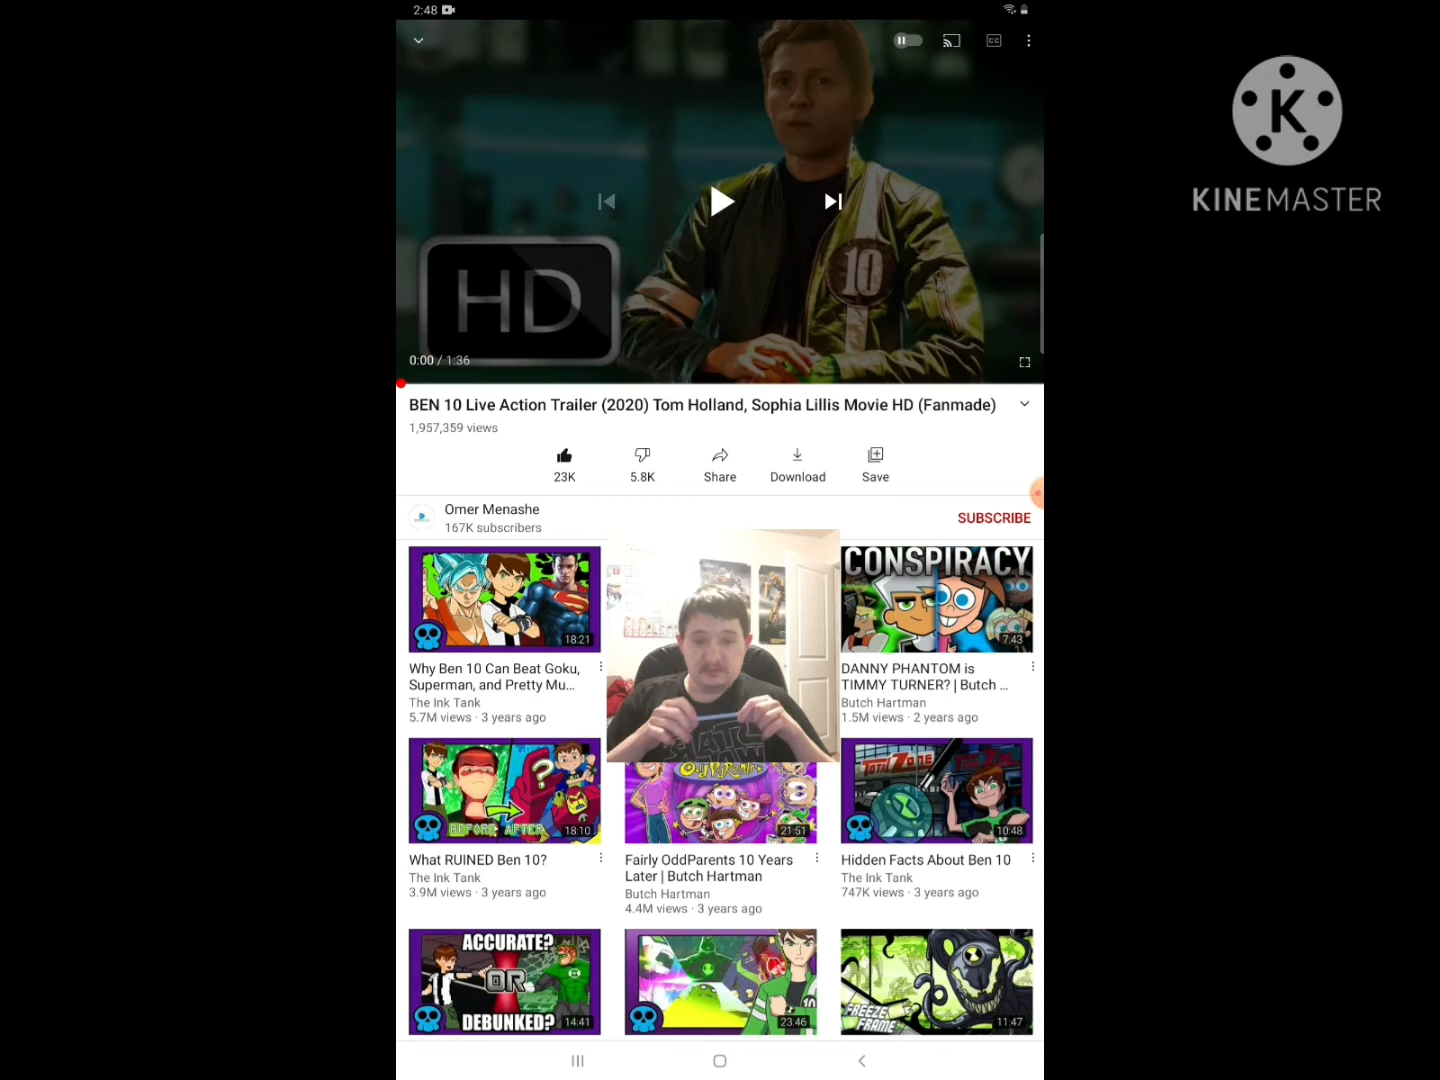 2:48
KINEMASTER
K
10
HD
0:00 / 1:36
BEN 10 Live Action Trailer (2020) Tom Holland, Sophia Lillis Movie HD (Fanmade)
1,957,359 views
23K
5.8K
Share
Download
Save
Omer Menashe
167K subscribers
SUBSCRIBE
18:21
Why Ben 10 Can Beat Goku,
Superman, and Pretty Mu...
The Ink Tank
5.7M views · 3 years ago
CONSPIRACY
7:43
DANNY PHANTOM is
TIMMY TURNER? | Butch ...
Butch Hartman
1.5M views · 2 years ago
BEFORE AFTER
18:10
What RUINED Ben 10?
The Ink Tank
3.9M views · 3 years ago
OddParents
21:51
Fairly OddParents 10 Years
Later | Butch Hartman
Butch Hartman
4.4M views · 3 years ago
TOTAL ZONE
10:48
Hidden Facts About Ben 10
The Ink Tank
747K views · 3 years ago
ACCURATE?
OR
DEBUNKED?
14:41
10
23:46
FREEZE
FRAME
11:47